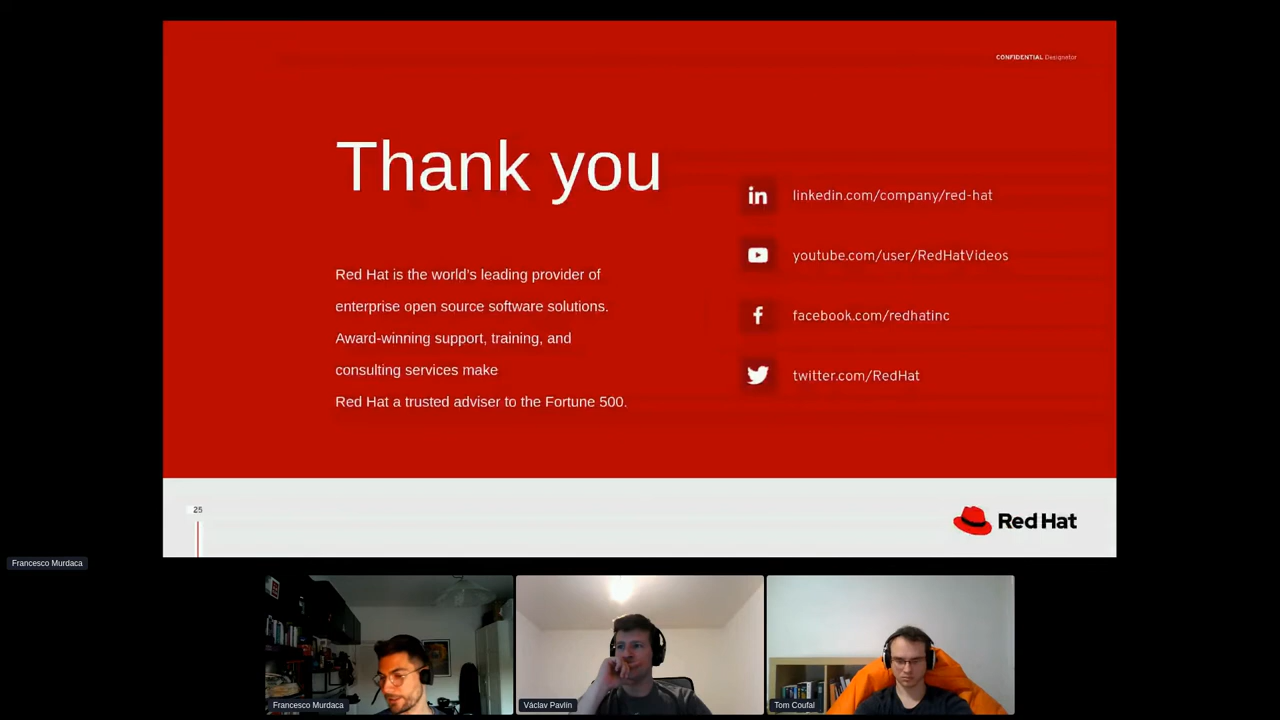 CONFIDENTIAL Designator
Thank you
Red Hat is the world's leading provider of
enterprise open source software solutions.
Award-winning support, training, and
consulting services make
Red Hat a trusted adviser to the Fortune 500.
linkedin.com/company/red-hat
youtube.com/user/RedHatVideos
facebook.com/redhatinc
twitter.com/RedHat
25
Red Hat
Francesco Murdaca
Francesco Murdaca
Václav Pavlín
Tom Coufal